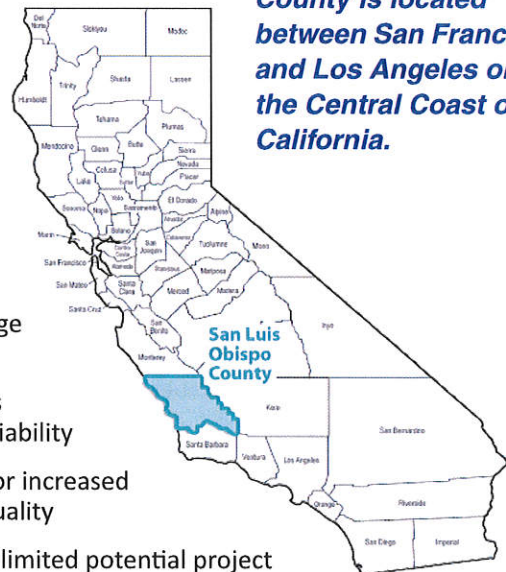 County is located
between San Franc
and Los Angeles o
the Central Coast o
California.
Del
Norte
Siskiyou
Modoc
Trinity
Shasta
Lassen
Humboldt
Tehama
Plumas
Mendocino
Glenn
Butte
Sierra
Nevada
Placer
Colusa
Lake
Yolo
El Dorado
Sonoma
Napa
Sacramento
Alpine
Solano
Marin
San
Joaquin
Tuolumne
Mono
San Francisco
Alameda
Stanislaus
Mariposa
San Mateo
Santa
Clara
Merced
Madera
Santa Cruz
San
Benito
Inyo
ge
San Luis
Obispo
County
Monterey
s
iability
Kern
San Bernardino
Santa Barbara
Ventura
Los Angeles
or increased
uality
Orange
Riverside
limited potential project
San Diego
Imperial